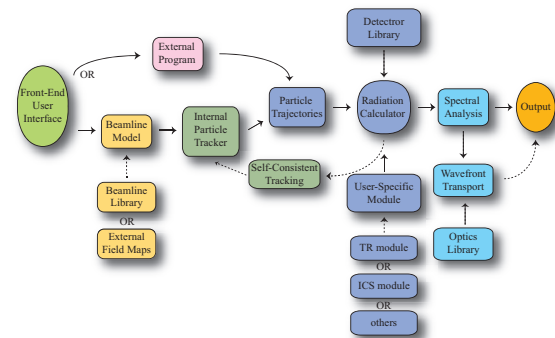 Detectror
Library
External
Program
OR
Front-End
User
Interface
Beamline
Model
Internal
Particle
Tracker
Particle
Trajectories
Radiation
Calculator
Spectral
Analysis
Output
Self-Consistent
Tracking
Beamline
Library
OR
External
Field Maps
User-Specific
Module
Wavefront
Transport
TR module
OR
ICS module
OR
others
Optics
Library